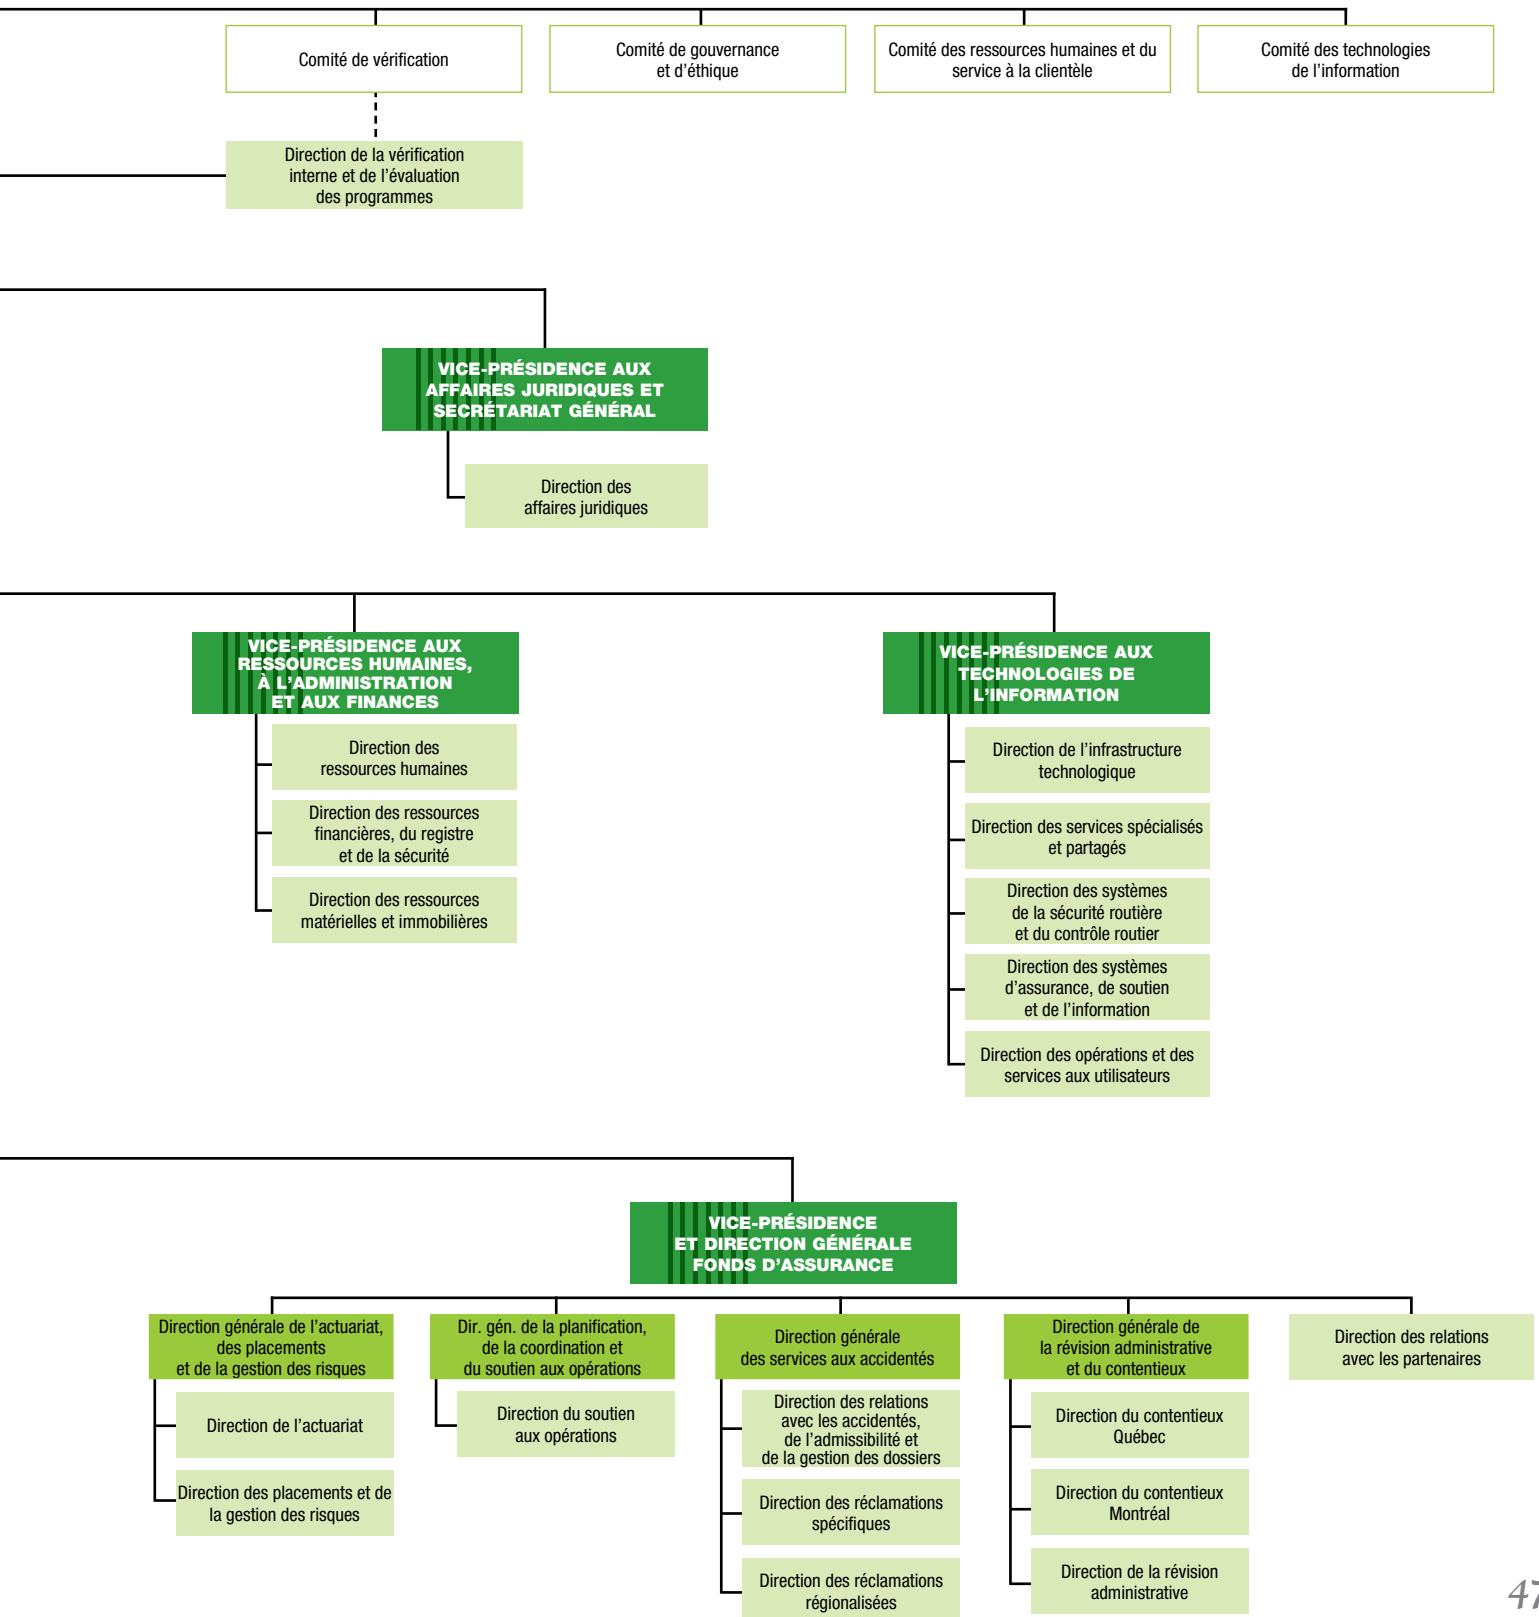 Comité de vérification
Comité de gouvernance
et d’éthique
Comité des ressources humaines et du
service à la clientèle
Comité des technologies
de l’information
Direction de la vérification
interne et de l’évaluation
des programmes
VICE-PRÉSIDENCE AUX
AFFAIRES JURIDIQUES ET
SECRÉTARIAT GÉNÉRAL
Direction des
affaires juridiques
VICE-PRÉSIDENCE AUX
RESSOURCES HUMAINES,
À L’ADMINISTRATION
ET AUX FINANCES
Direction des
ressources humaines
Direction des ressources
financières, du registre
et de la sécurité
Direction des ressources
matérielles et immobilières
VICE-PRÉSIDENCE AUX
TECHNOLOGIES DE
L’INFORMATION
Direction de l’infrastructure
technologique
Direction des services spécialisés
et partagés
Direction des systèmes
de la sécurité routière
et du contrôle routier
Direction des systèmes
d’assurance, de soutien
et de l’information
Direction des opérations et des
services aux utilisateurs
VICE-PRÉSIDENCE
ET DIRECTION GÉNÉRALE
FONDS D’ASSURANCE
Direction générale de l’actuariat,
des placements
et de la gestion des risques
Direction de l’actuariat
Direction des placements et de
la gestion des risques
Dir. gén. de la planification,
de la coordination et
du soutien aux opérations
Direction du soutien
aux opérations
Direction générale
des services aux accidentés
Direction des relations
avec les accidentés,
de l’admissibilité et
de la gestion des dossiers
Direction des réclamations
spécifiques
Direction des réclamations
régionalisées
Direction générale de
la révision administrative
et du contentieux
Direction du contentieux
Québec
Direction du contentieux
Montréal
Direction de la révision
administrative
Direction des relations
avec les partenaires
47